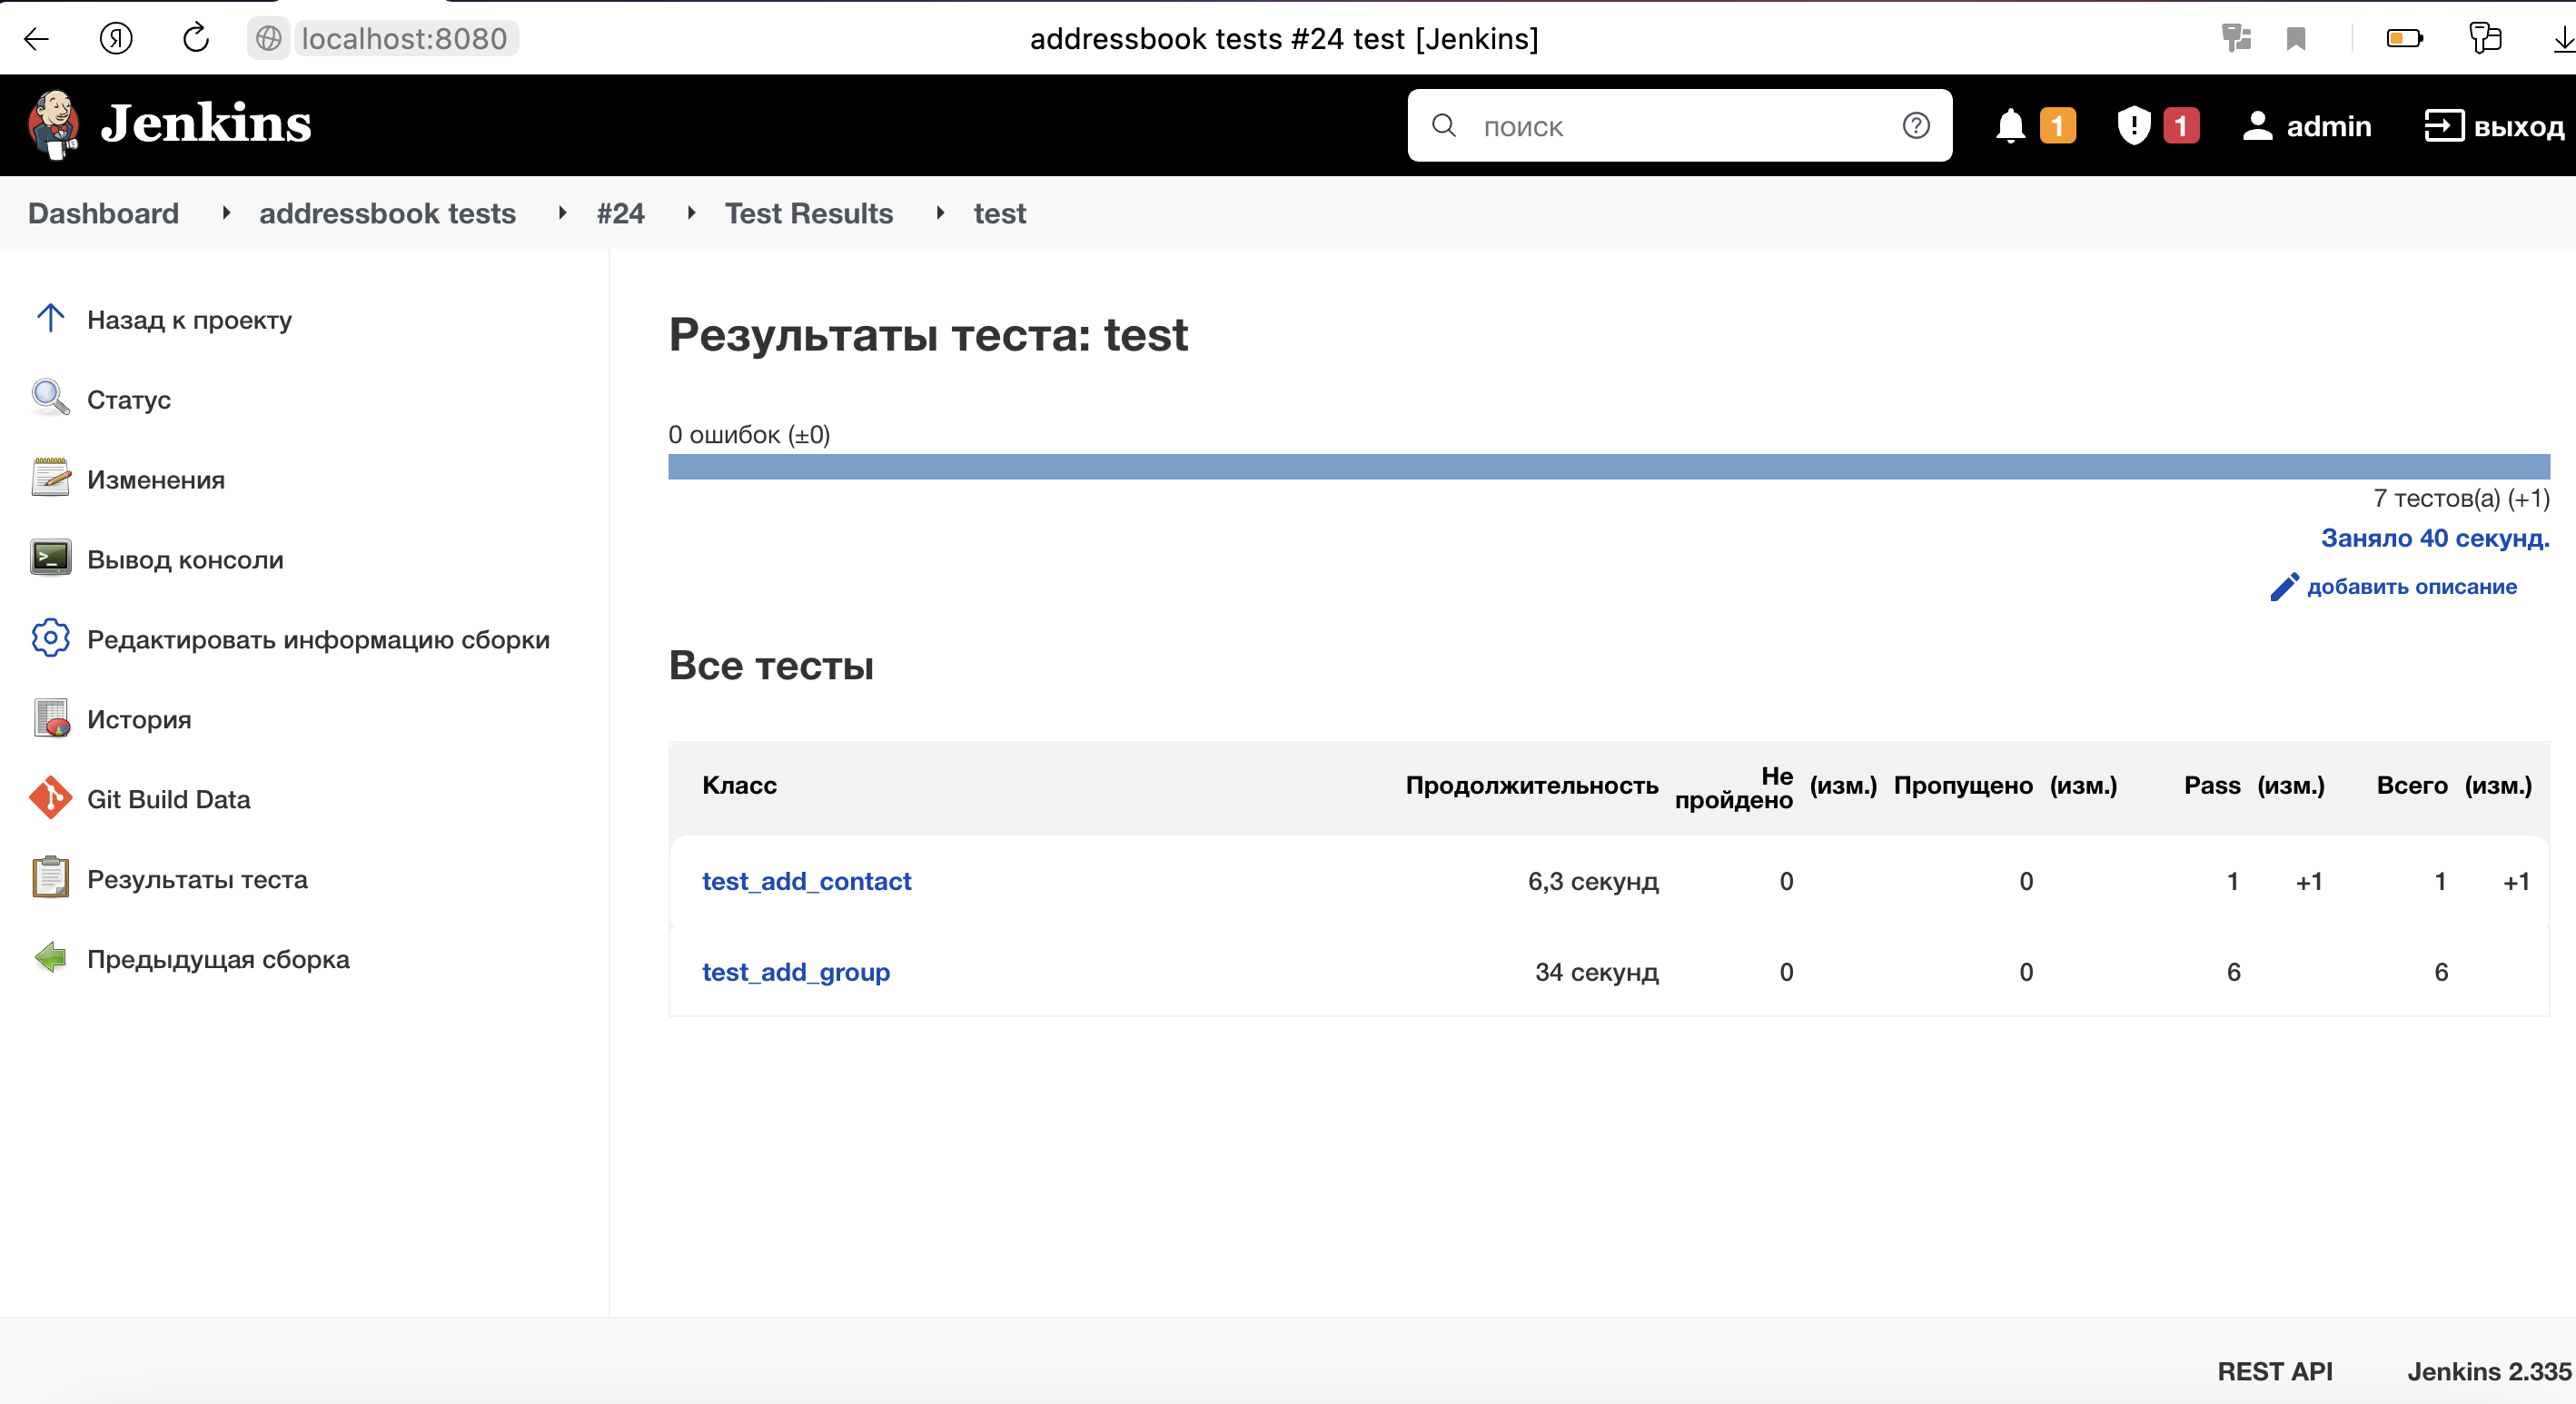 Я localhost:8080 addressbook tests #24 test [Jenkins]
Jenkins поиск 1 1 admin выход
Dashboard addressbook tests #24 Test Results test
Назад к проекту
Статус
Изменения
Вывод консоли
Редактировать информацию сборки
История
Git Build Data
Результаты теста
Предыдущая сборка
Результаты теста: test
0 ошибок (±0)
7 тестов(а) (+1)
Заняло 40 секунд.
добавить описание
Все тесты
Класс Продолжительность Не пройдено (изм.) Пропущено (изм.) Pass (изм.) Всего (изм.)
test_add_contact 6,3 секунд 0 0 1 +1 1 +1
test_add_group 34 секунд 0 0 6 6
REST API Jenkins 2.335